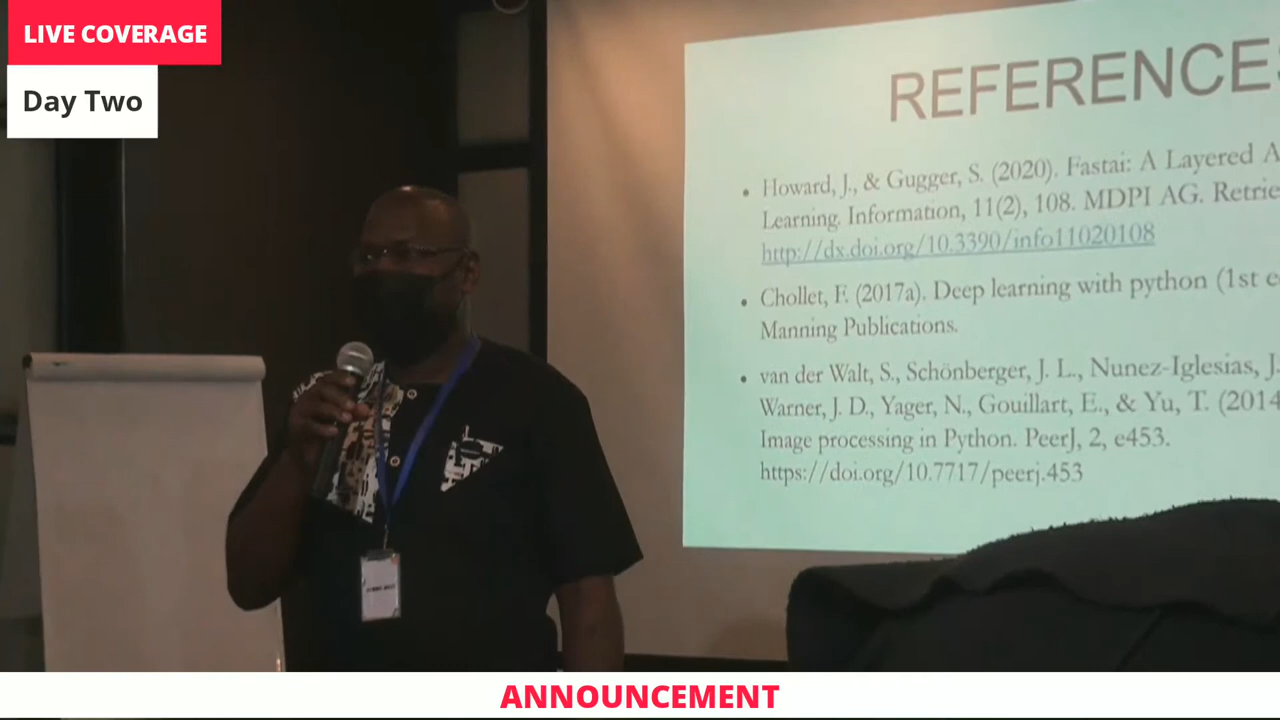 LIVE COVERAGE
Day Two
REFERENCES
Howard, J., & Gugger, S. (2020). Fastai: A Layered A
Learning. Information, 11(2), 108. MDPI AG. Retrie
http://dx.doi.org/10.3390/info11020108
Chollet, F. (2017a). Deep learning with python (1st e
Manning Publications.
van der Walt, S., Schönberger, J. L., Nunez-Iglesias, J.
Warner, J. D., Yager, N., Gouillart, E., & Yu, T. (2014
Image processing in Python. PeerJ, 2, e453.
https://doi.org/10.7717/peerj.453
ANNOUNCEMENT